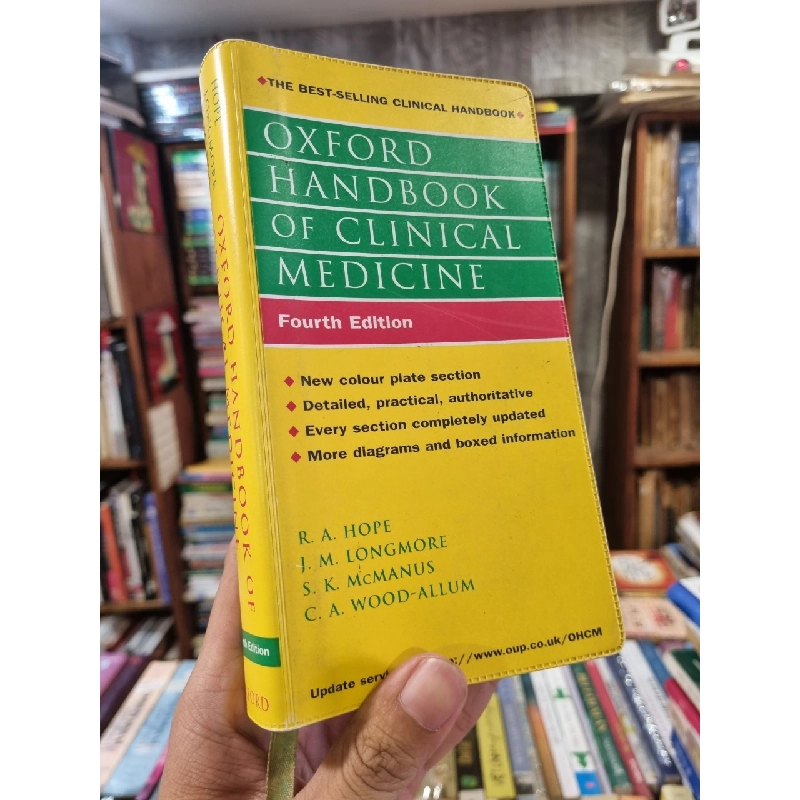 ◆THE BEST-SELLING CLINICAL HANDBOOK◆
OXFORD
HANDBOOK
OF CLINICAL
MEDICINE
Fourth Edition
◆ New colour plate section
◆ Detailed, practical, authoritative
◆ Every section completely updated
◆ More diagrams and boxed information
R. A. HOPE
J. M. LONGMORE
S. K. McMANUS
C. A. WOOD-ALLUM
Update //www.oup.co.uk/OHCM
HOPE
OXFORD HANDBOOK OF
Edition